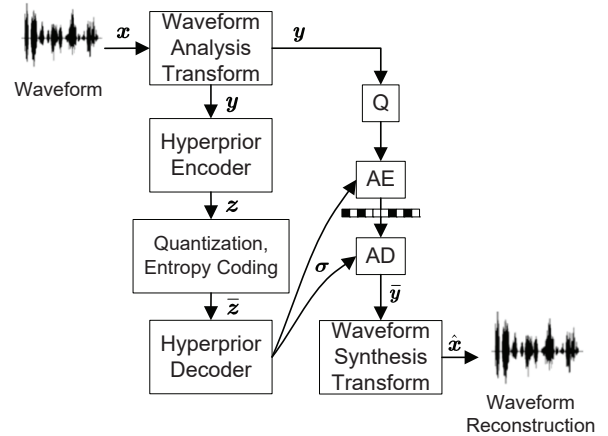 x
Waveform
Analysis
Transform
y
Waveform
y
Q
Hyperprior
Encoder
AE
z
Quantization,
Entropy Coding
AD
σ
z̄
ȳ
Hyperprior
Decoder
Waveform
Synthesis
Transform
x̂
Waveform
Reconstruction